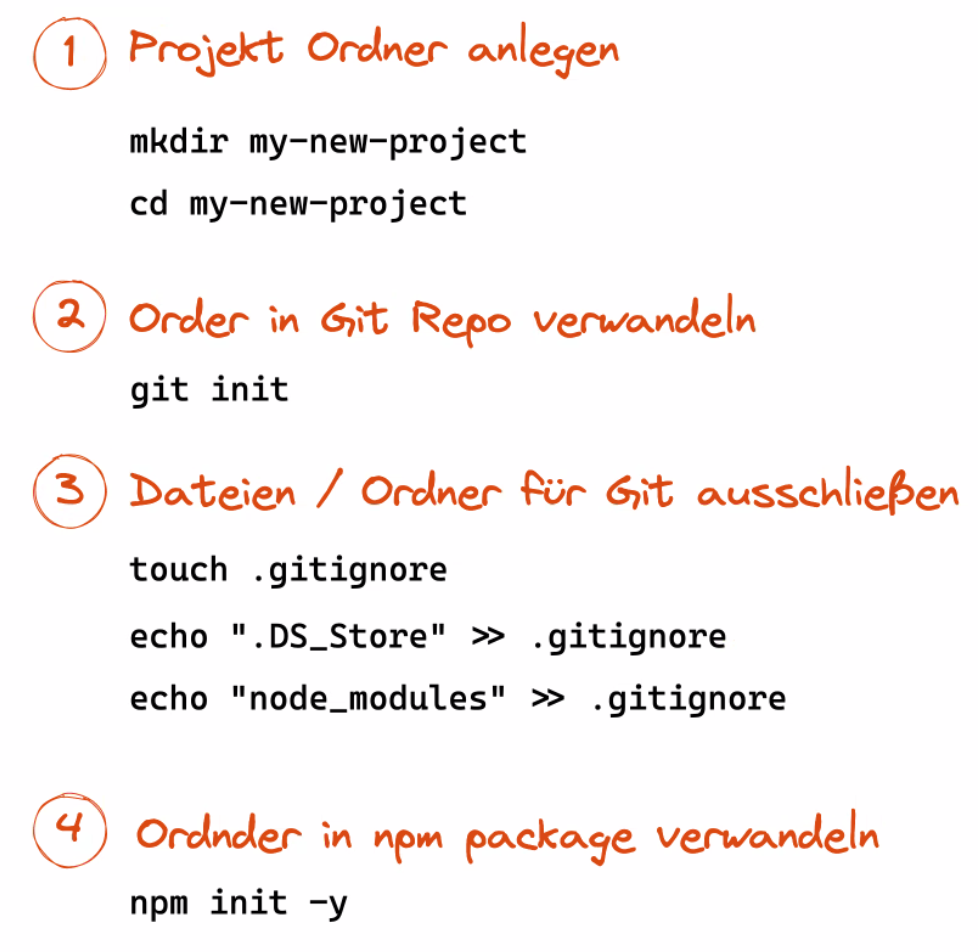 1 Projekt Ordner anlegen
mkdir my-new-project
cd my-new-project
2 Order in Git Repo verwandeln
git init
3 Dateien / Ordner für Git ausschließen
touch .gitignore
echo ".DS_Store" >> .gitignore
echo "node_modules" >> .gitignore
4 Ordnder in npm package verwandeln
npm init -y